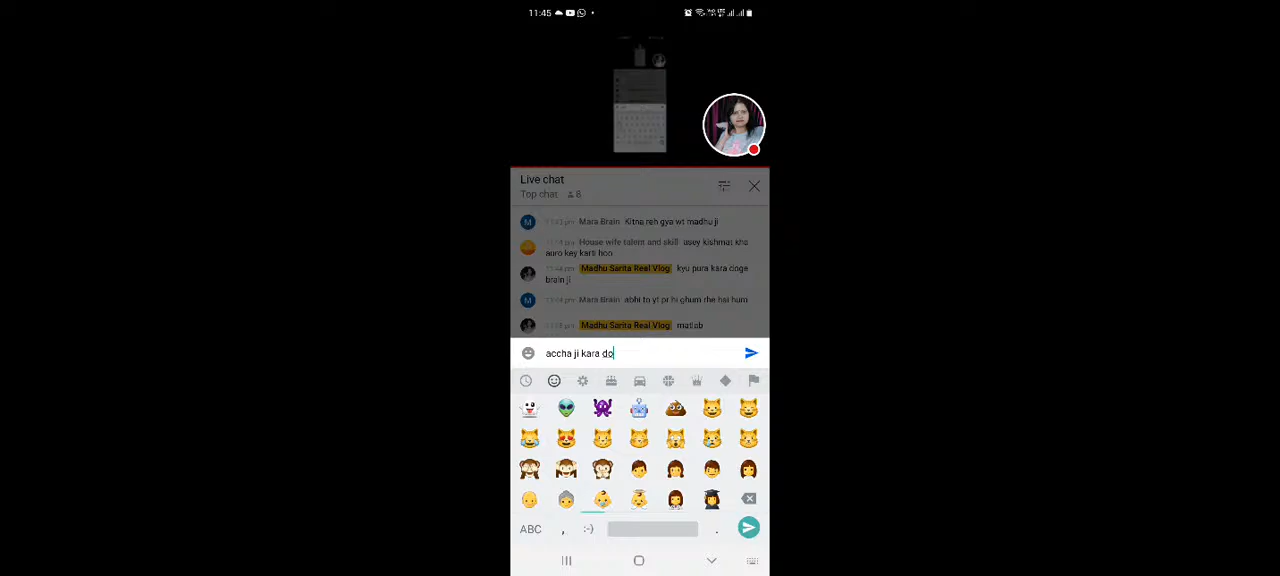 11:45
Live chat
Top chat 8
Mara Brain Kitna reh gya wt madhu ji
House wife talent and skill asey kishmat kha
auro key karti hoo
Madhu Sarita Real Vlog kyu pura kara doge
brain ji
Mara Brain abhi to yt pr hi ghum rhe hai hum
Madhu Sarita Real Vlog matlab
accha ji kara do
ABC , :-) .